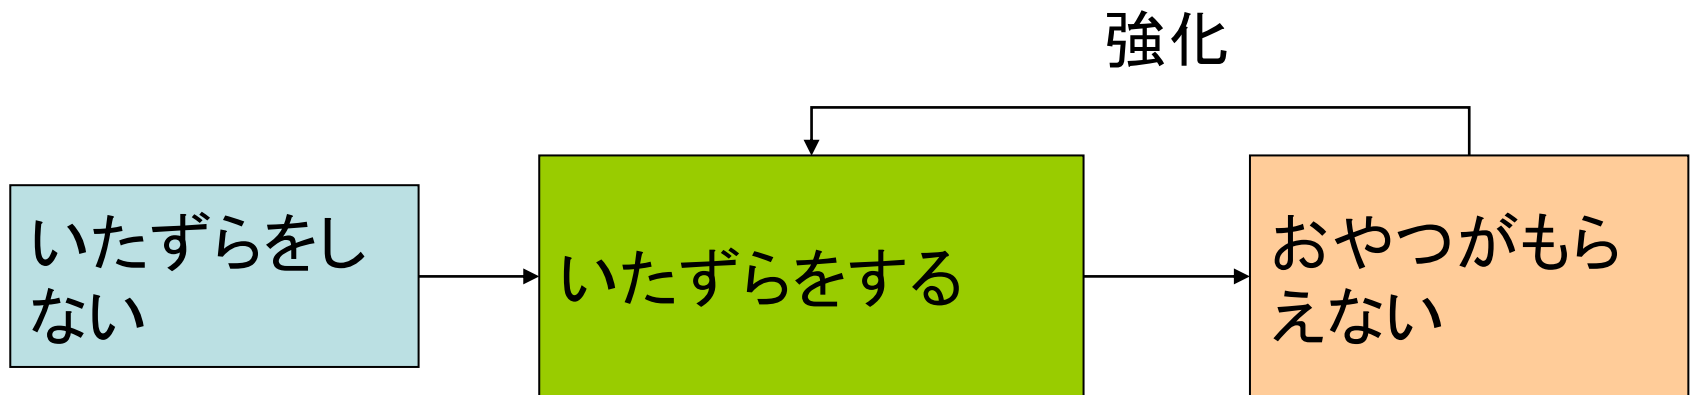 強化
いたずらをし
ない
いたずらをする
おやつがもら
えない